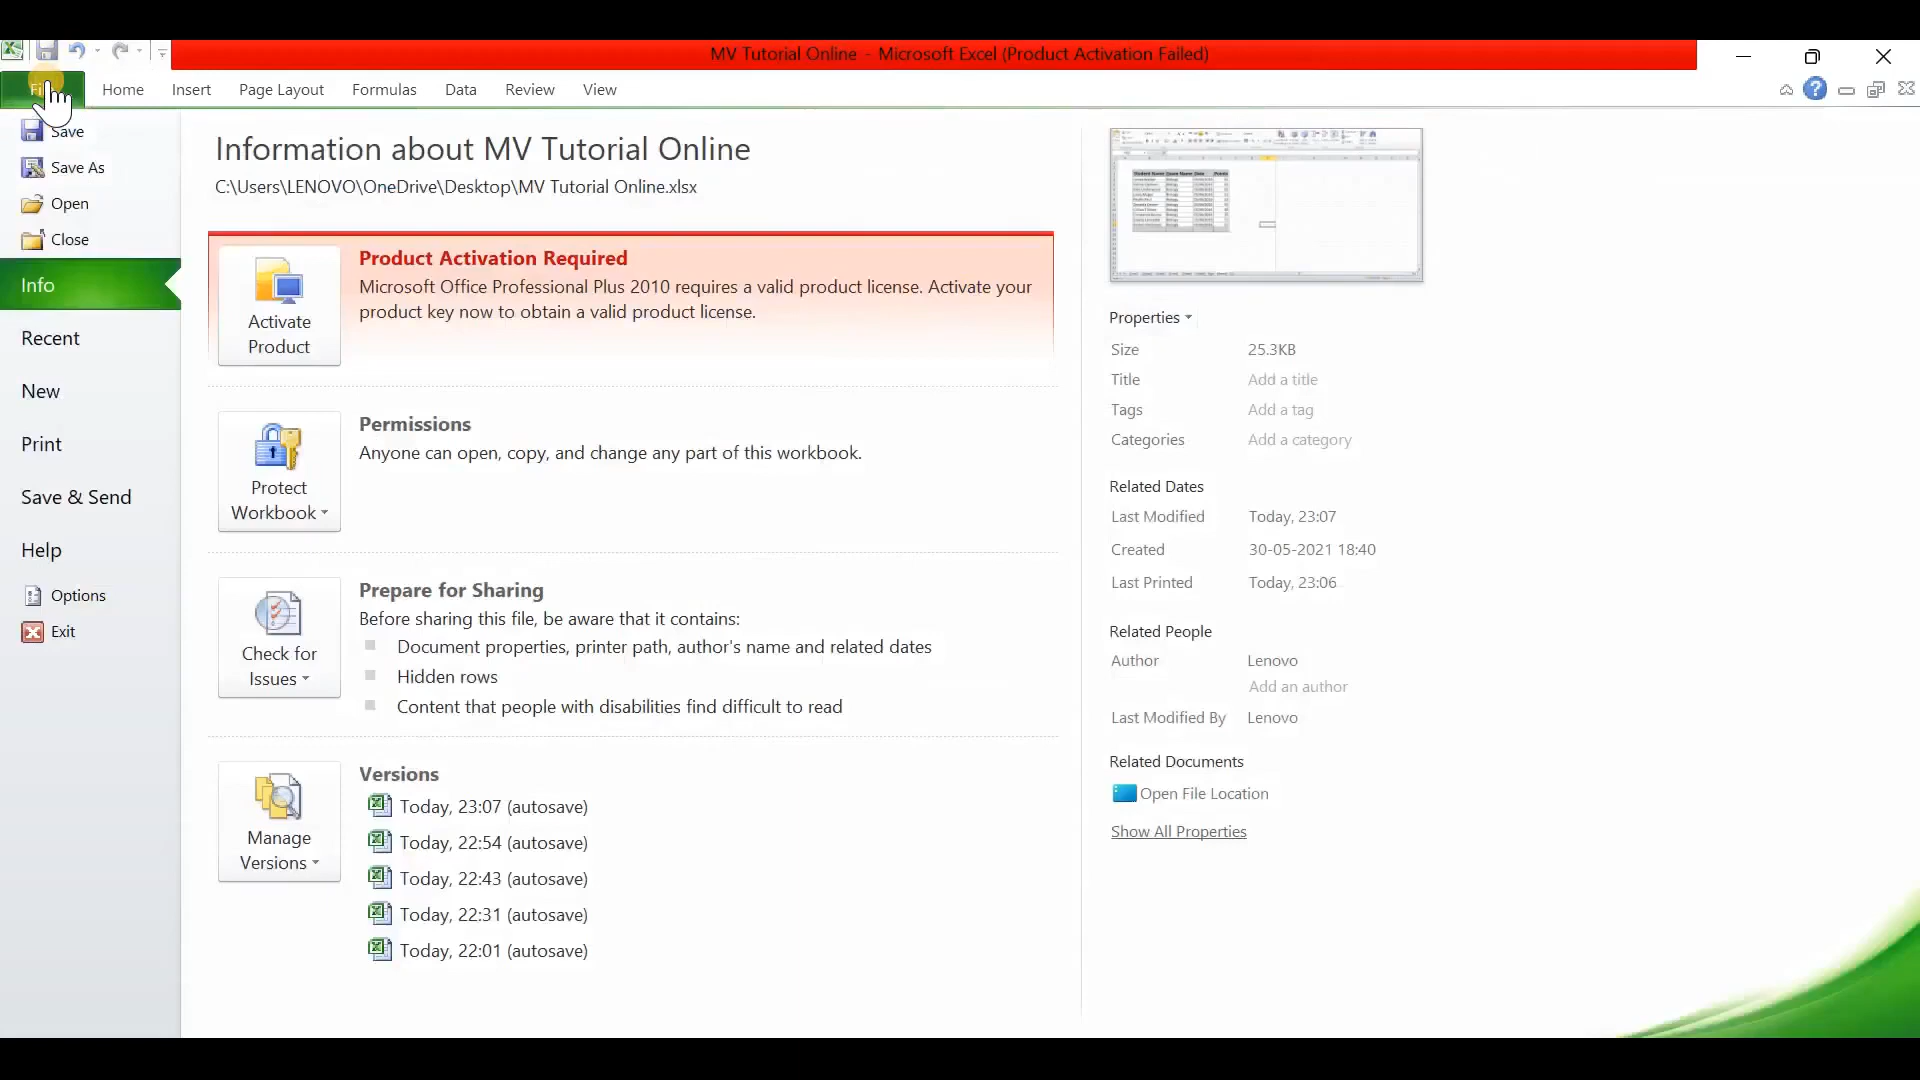 MV Tutorial Online - Microsoft Excel (Product Activation Failed)
Home Insert Page Layout Formulas Data Review View
Save
Save As
Open
Close
Info
Recent
New
Print
Save & Send
Help
Options
Exit
Information about MV Tutorial Online
C:\Users\LENOVO\OneDrive\Desktop\MV Tutorial Online.xlsx
Activate
Product
Product Activation Required
Microsoft Office Professional Plus 2010 requires a valid product license. Activate your
product key now to obtain a valid product license.
Protect
Workbook
Permissions
Anyone can open, copy, and change any part of this workbook.
Check for
Issues
Prepare for Sharing
Before sharing this file, be aware that it contains:
Document properties, printer path, author's name and related dates
Hidden rows
Content that people with disabilities find difficult to read
Manage
Versions
Versions
Today, 23:07 (autosave)
Today, 22:54 (autosave)
Today, 22:43 (autosave)
Today, 22:31 (autosave)
Today, 22:01 (autosave)
Properties
Size 25.3KB
Title Add a title
Tags Add a tag
Categories Add a category
Related Dates
Last Modified Today, 23:07
Created 30-05-2021 18:40
Last Printed Today, 23:06
Related People
Author Lenovo
Add an author
Last Modified By Lenovo
Related Documents
Open File Location
Show All Properties